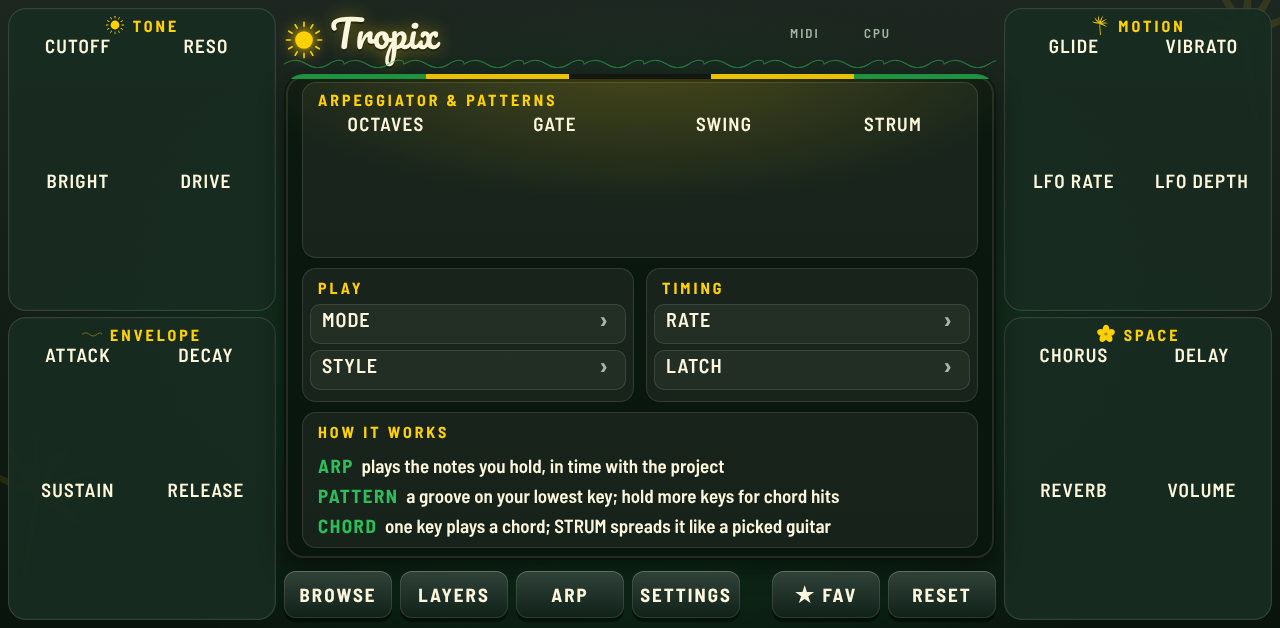 TONE
CUTOFF RESO
BRIGHT DRIVE
ENVELOPE
ATTACK DECAY
SUSTAIN RELEASE
Tropix
MIDI CPU
ARPEGGIATOR & PATTERNS
OCTAVES GATE SWING STRUM
PLAY
MODE ›
STYLE ›
TIMING
RATE ›
LATCH ›
HOW IT WORKS
ARP plays the notes you hold, in time with the project
PATTERN a groove on your lowest key; hold more keys for chord hits
CHORD one key plays a chord; STRUM spreads it like a picked guitar
BROWSE LAYERS ARP SETTINGS ★ FAV RESET
MOTION
GLIDE VIBRATO
LFO RATE LFO DEPTH
SPACE
CHORUS DELAY
REVERB VOLUME